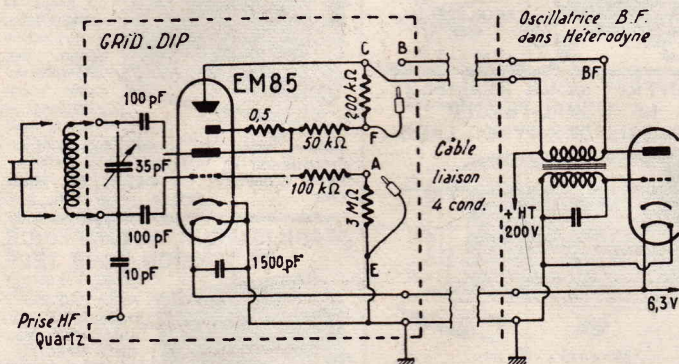 GRID.DIP
Oscillatrice B.F.
dans Hétérodyne
C
B
BF
EM85
100 pF
200 kΩ
0,5
50 kΩ
F
35 pF
A
Câble
liaison
4 cond.
100 kΩ
+ HT
200 V
100 pF
3 MΩ
1500 pF
10 pF
E
6,3 V
Prise HF
Quartz